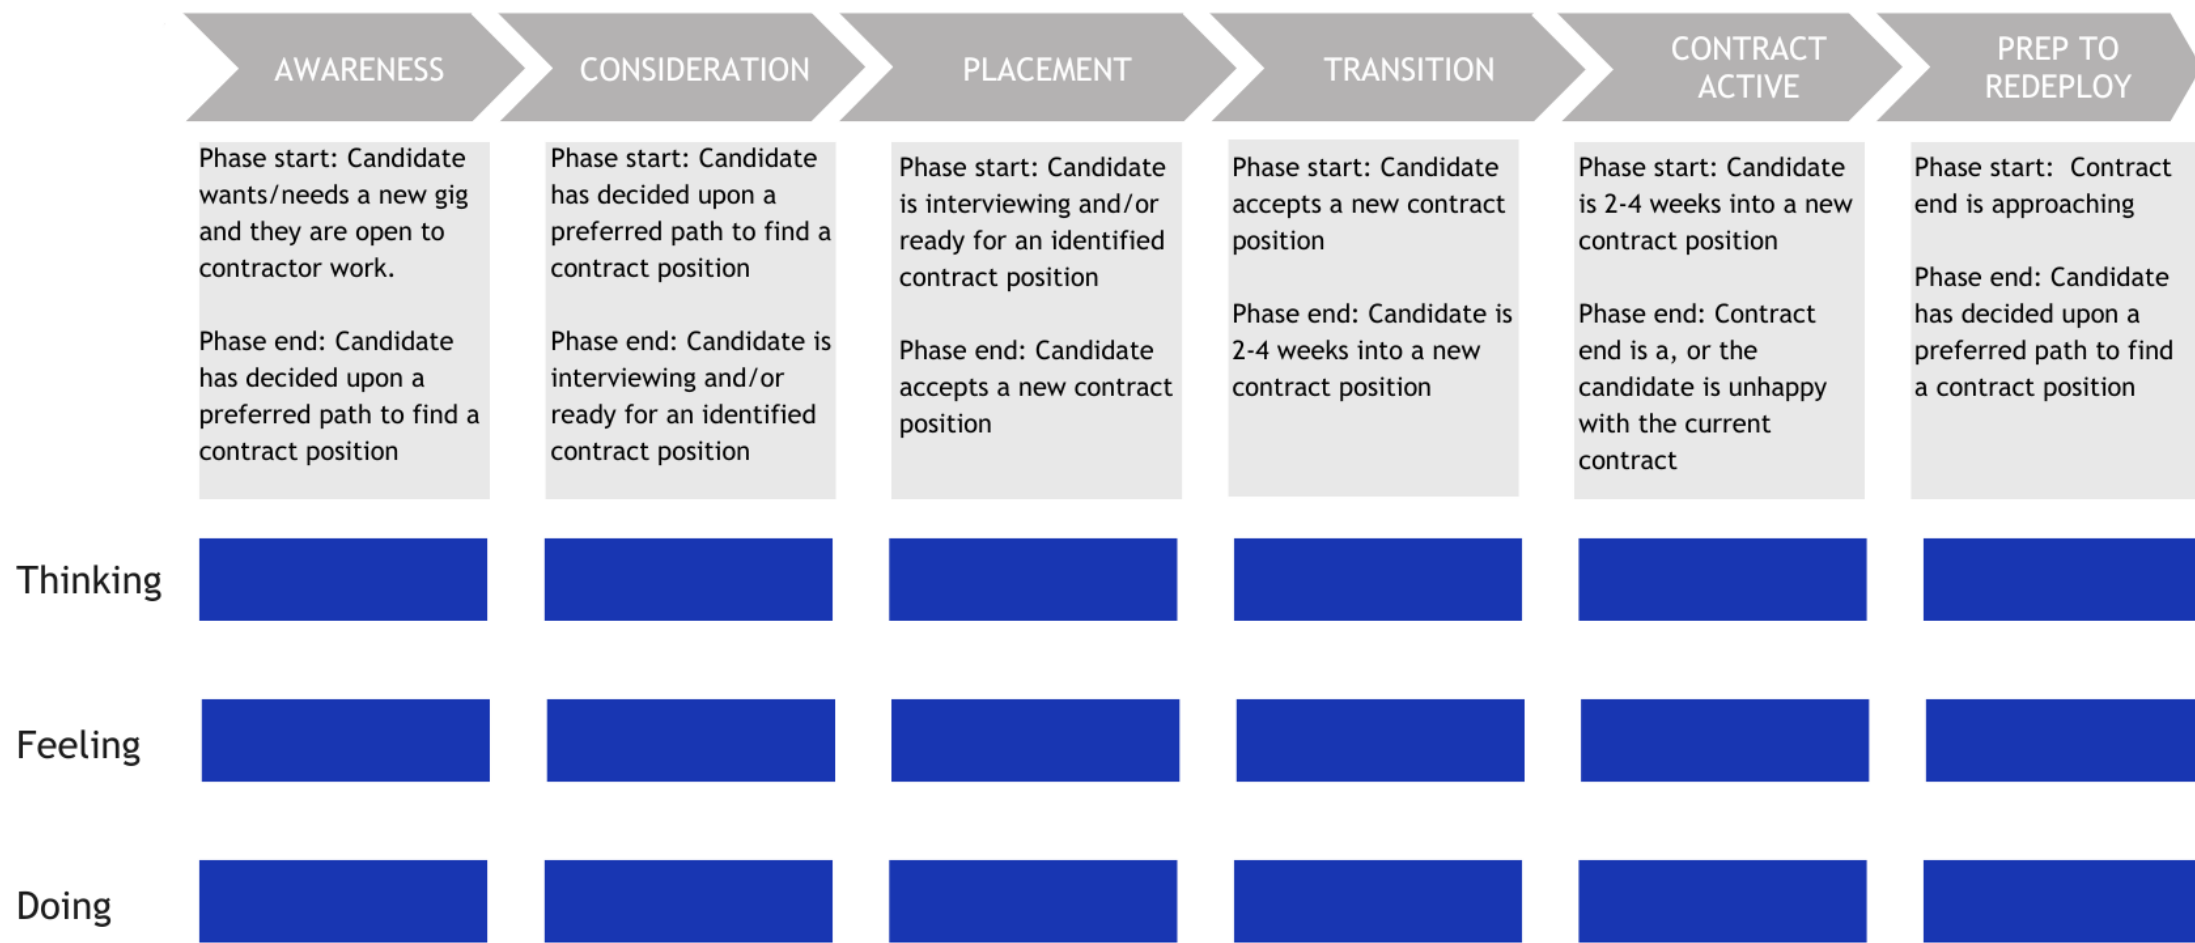 AWARENESS
CONSIDERATION
PLACEMENT
TRANSITION
CONTRACT
ACTIVE
PREP TO
REDEPLOY
Phase start: Candidate
wants/needs a new gig
and they are open to
contractor work.
Phase end: Candidate
has decided upon a
preferred path to find a
contract position
Phase start: Candidate
has decided upon a
preferred path to find a
contract position
Phase end: Candidate is
interviewing and/or
ready for an identified
contract position
Phase start: Candidate
is interviewing and/or
ready for an identified
contract position
Phase end: Candidate
accepts a new contract
position
Phase start: Candidate
accepts a new contract
position
Phase end: Candidate is
2-4 weeks into a new
contract position
Phase start: Candidate
is 2-4 weeks into a new
contract position
Phase end: Contract
end is a, or the
candidate is unhappy
with the current
contract
Phase start:  Contract
end is approaching
Phase end: Candidate
has decided upon a
preferred path to find
a contract position
Thinking
Feeling
Doing